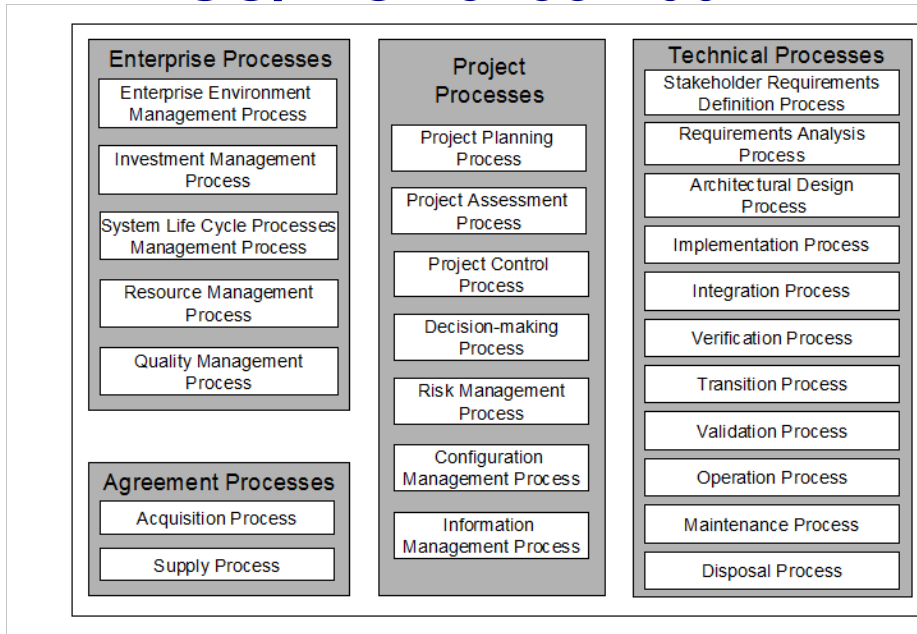 Enterprise Processes
Enterprise Environment
Management Process
Investment Management
Process
System Life Cycle Processes
Management Process
Resource Management
Process
Quality Management
Process
Agreement Processes
Acquisition Process
Supply Process
Project
Processes
Project Planning
Process
Project Assessment
Process
Project Control
Process
Decision-making
Process
Risk Management
Process
Configuration
Management Process
Information
Management Process
Technical Processes
Stakeholder Requirements
Definition Process
Requirements Analysis
Process
Architectural Design
Process
Implementation Process
Integration Process
Verification Process
Transition Process
Validation Process
Operation Process
Maintenance Process
Disposal Process